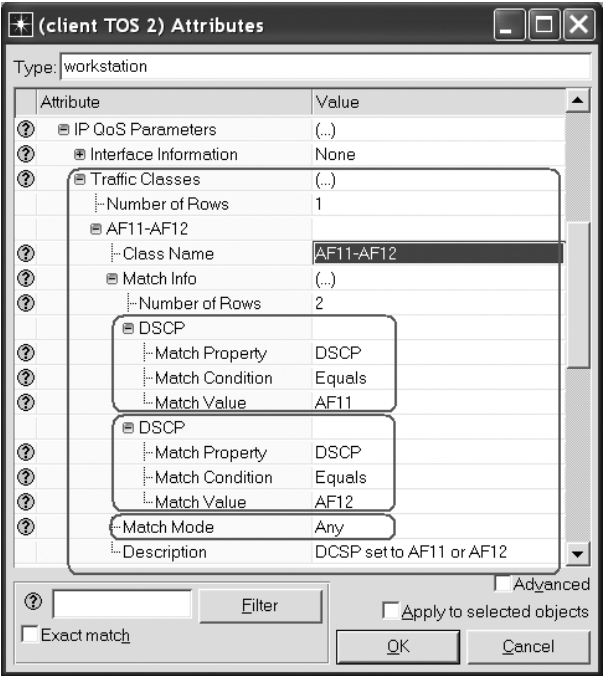 (client TOS 2) Attributes
Type: workstation
Attribute Value
IP QoS Parameters (...)
Interface Information None
Traffic Classes (...)
Number of Rows 1
AF11-AF12
Class Name AF11-AF12
Match Info (...)
Number of Rows 2
DSCP
Match Property DSCP
Match Condition Equals
Match Value AF11
DSCP
Match Property DSCP
Match Condition Equals
Match Value AF12
Match Mode Any
Description DCSP set to AF11 or AF12
Advanced
Filter
Apply to selected objects
Exact match
OK Cancel